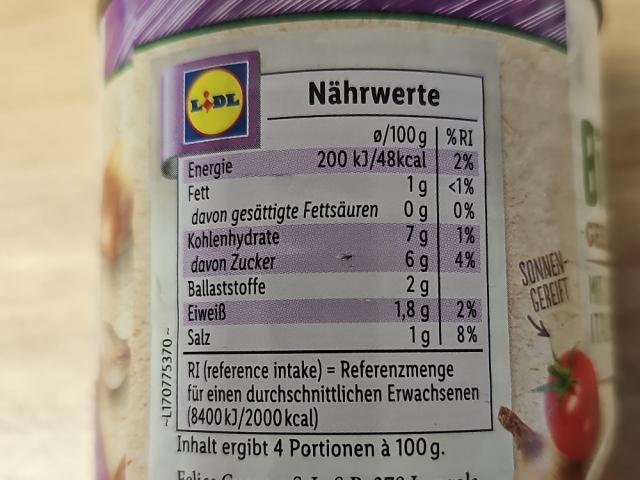 LIDL
Nährwerte
ø/100g %RI
Energie 200 kJ/48kcal 2%
Fett 1 g <1%
davon gesättigte Fettsäuren 0 g 0%
Kohlenhydrate 7 g 1%
davon Zucker 6 g 4%
Ballaststoffe 2 g
Eiweiß 1,8 g 2%
Salz 1 g 8%
RI (reference intake) = Referenzmenge
für einen durchschnittlichen Erwachsenen
(8400 kJ/2000 kcal)
Inhalt ergibt 4 Portionen à 100 g.
~L170775370~
SONNEN-
GEREIFT